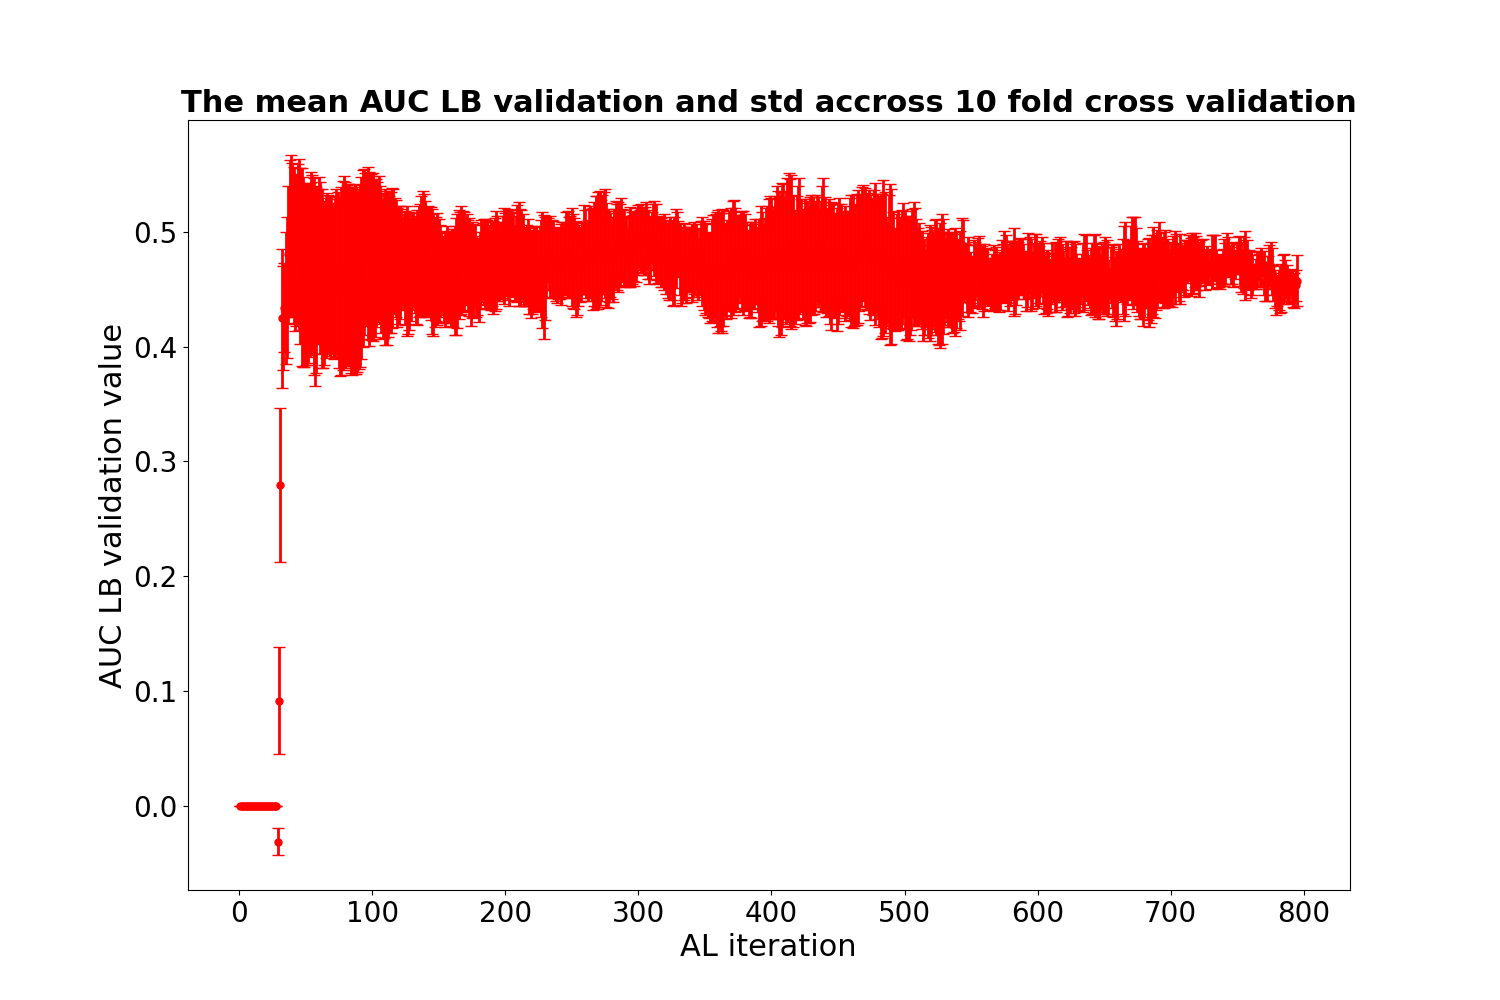 The mean AUC LB validation and std accross 10 fold cross validation
0.5
0.4
0.3
0.2
0.1
0.0
AUC LB validation value
0 100 200 300 400 500 600 700 800
AL iteration